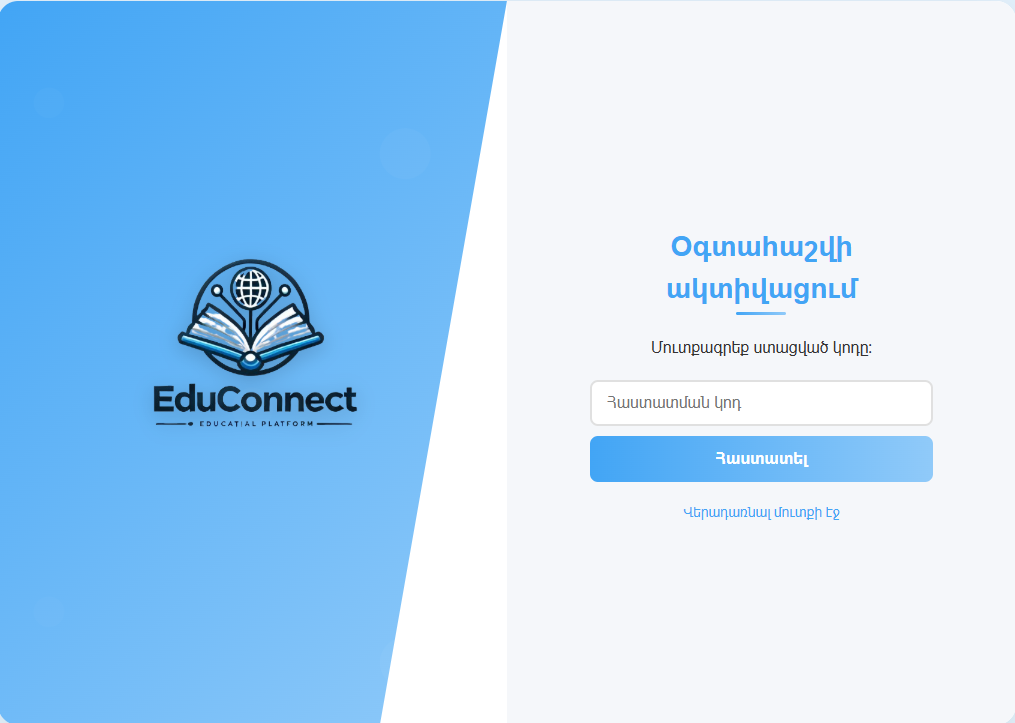 EduConnect
EDUCATIAL PLATFORM
Օգտահաշվի
ակտիվացում
Մուտքագրեք ստացված կոդը։
Հաստատման կոդ
Հաստատել
Վերադառնալ մուտքի էջ